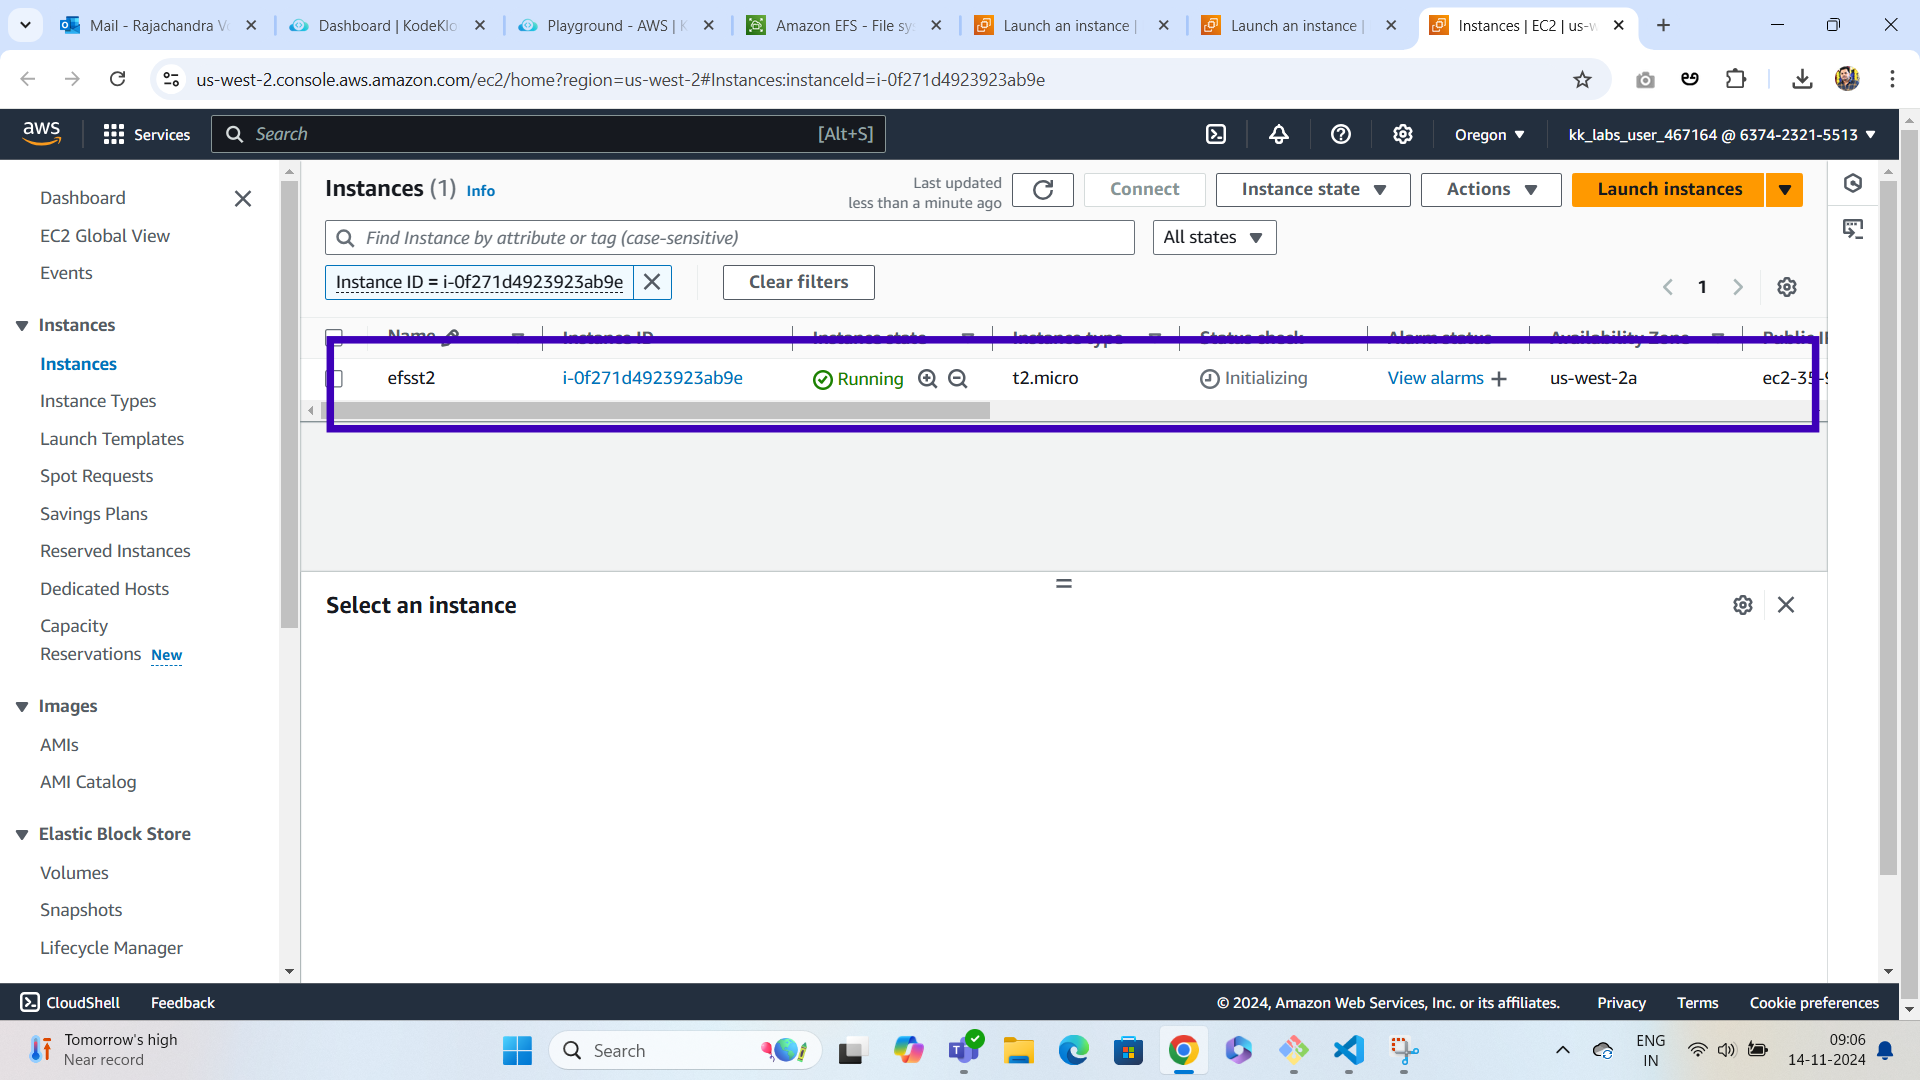 Mail - Rajachandra V
Dashboard | KodeKlo
Playground - AWS | K
Amazon EFS - File sy
Launch an instance |
Launch an instance |
Instances | EC2 | us-w
us-west-2.console.aws.amazon.com/ec2/home?region=us-west-2#Instances:instanceId=i-0f271d4923923ab9e
aws
Services
Search
[Alt+S]
Oregon
kk_labs_user_467164 @ 6374-2321-5513
Dashboard
EC2 Global View
Events
Instances
Instances
Instance Types
Launch Templates
Spot Requests
Savings Plans
Reserved Instances
Dedicated Hosts
Capacity
Reservations New
Images
AMIs
AMI Catalog
Elastic Block Store
Volumes
Snapshots
Lifecycle Manager
Instances (1) Info
Last updated
less than a minute ago
Connect
Instance state
Actions
Launch instances
Find Instance by attribute or tag (case-sensitive)
All states
Instance ID = i-0f271d4923923ab9e
Clear filters
1
Name
Instance ID
Instance state
Instance type
Status check
Alarm status
Availability Zone
Public I
efsst2
i-0f271d4923923ab9e
Running
t2.micro
Initializing
View alarms
us-west-2a
ec2-35-9
Select an instance
CloudShell
Feedback
© 2024, Amazon Web Services, Inc. or its affiliates.
Privacy
Terms
Cookie preferences
Tomorrow's high
Near record
Search
ENG
IN
09:06
14-11-2024